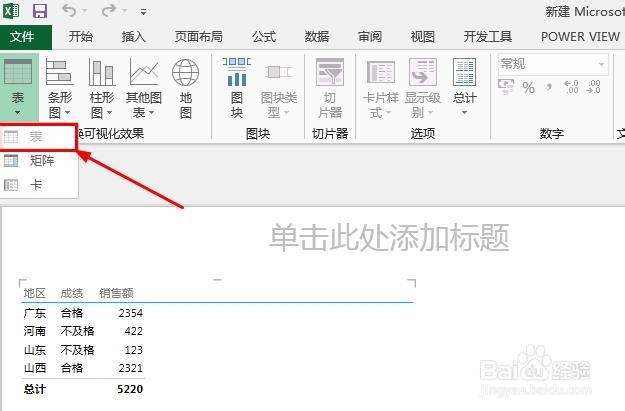 新建 Microsof
文件 开始 插入 页面布局 公式 数据 审阅 视图 开发工具 POWER VIEW
表 条形图 柱形图 其他图表 地图 图块 图块类型 切片器 卡片样式 显示级别 总计 常规
% , .00 .00
换可视化效果 图块 切片器 选项 数字 文
表
矩阵
卡
单击此处添加标题
地区 成绩 销售额
广东 合格 2354
河南 不及格 422
山东 不及格 123
山西 合格 2321
总计 5220
Baidu 经验
jingyan.baidu.com